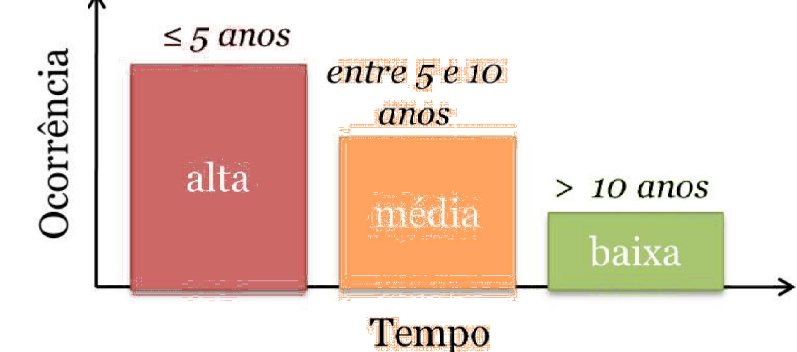 ≤ 5 anos
entre 5 e 10
anos
> 10 anos
Ocorrência
alta
média
baixa
Tempo